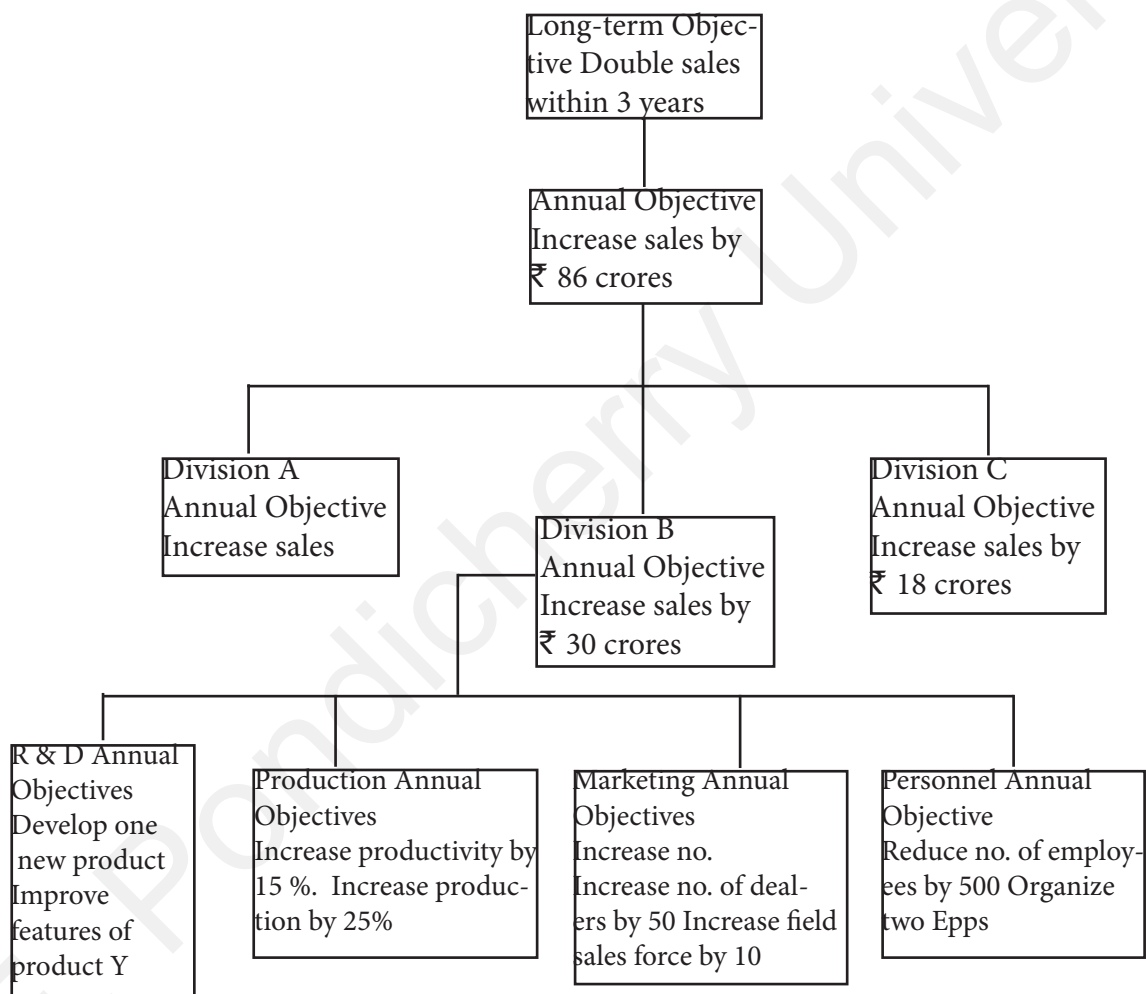 Long-term Objec-
tive Double sales
within 3 years
Annual Objective
Increase sales by
₹ 86 crores
Division A
Annual Objective
Increase sales
Division B
Annual Objective
Increase sales by
₹ 30 crores
Division C
Annual Objective
Increase sales by
₹ 18 crores
R & D Annual
Objectives
Develop one
new product
Improve
features of
product Y
Production Annual
Objectives
Increase productivity by
15 %. Increase produc-
tion by 25%
Marketing Annual
Objectives
Increase no.
Increase no. of deal-
ers by 50 Increase field
sales force by 10
Personnel Annual
Objective
Reduce no. of employ-
ees by 500 Organize
two Epps
Pondicherry Univer